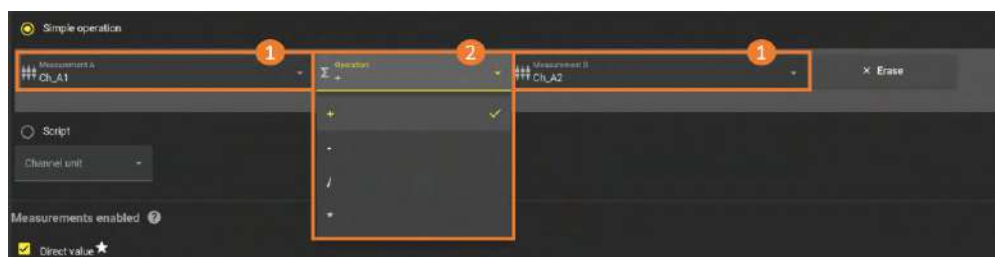 Simple operation
1 2 1
Measurement A Operation Measurement B
Ch_A1 Σ + Ch_A2 × Erase
+
-
/
*
Script
Channel unit
Measurements enabled ?
Direct value